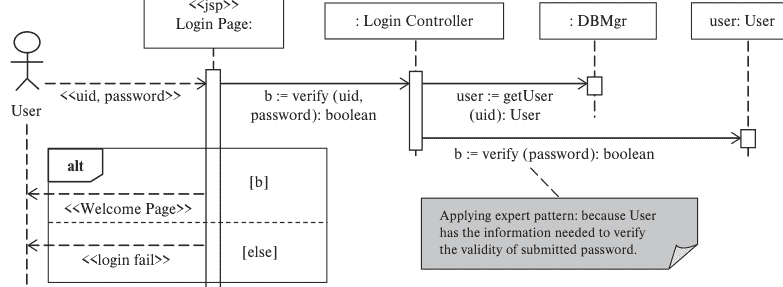 <<jsp>>
Login Page:
: Login Controller
: DBMgr
user: User
User
<<uid, password>>
b := verify (uid,
password): boolean
user := getUser
(uid): User
b := verify (password): boolean
alt
[b]
<<Welcome Page>>
[else]
<<login fail>>
Applying expert pattern: because User
has the information needed to verify
the validity of submitted password.